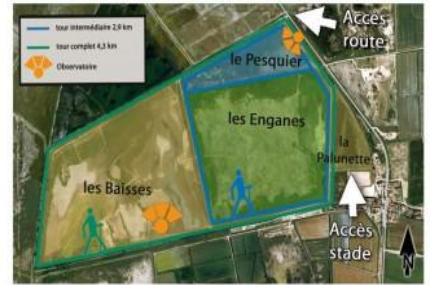 tour intermédiaire 2,9 km
tour complet 4,3 km
Observatoire
Accès
route
le Pesquier
les Enganes
la
Palunette
les Baïsses
Accès
stade